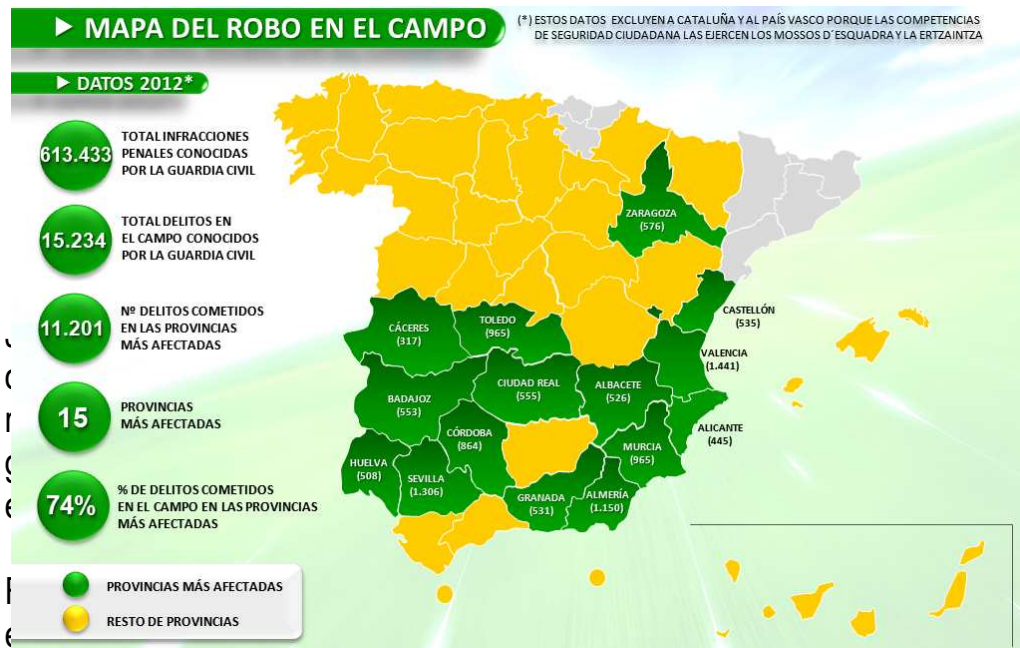 ▶ MAPA DEL ROBO EN EL CAMPO
(*) ESTOS DATOS EXCLUYEN A CATALUÑA Y AL PAÍS VASCO PORQUE LAS COMPETENCIAS
DE SEGURIDAD CIUDADANA LAS EJERCEN LOS MOSSOS D´ESQUADRA Y LA ERTZAINTZA
▶ DATOS 2012*
613.433
TOTAL INFRACCIONES
PENALES CONOCIDAS
POR LA GUARDIA CIVIL
15.234
TOTAL DELITOS EN
EL CAMPO CONOCIDOS
POR LA GUARDIA CIVIL
11.201
Nº DELITOS COMETIDOS
EN LAS PROVINCIAS
MÁS AFECTADAS
15
PROVINCIAS
MÁS AFECTADAS
74%
% DE DELITOS COMETIDOS
EN EL CAMPO EN LAS PROVINCIAS
MÁS AFECTADAS
ZARAGOZA
(576)
CASTELLÓN
(535)
CÁCERES
(317)
TOLEDO
(965)
VALENCIA
(1.441)
BADAJOZ
(553)
CIUDAD REAL
(555)
ALBACETE
(526)
ALICANTE
(445)
CÓRDOBA
(864)
MURCIA
(965)
HUELVA
(508)
SEVILLA
(1.306)
GRANADA
(531)
ALMERÍA
(1.150)
PROVINCIAS MÁS AFECTADAS
RESTO DE PROVINCIAS